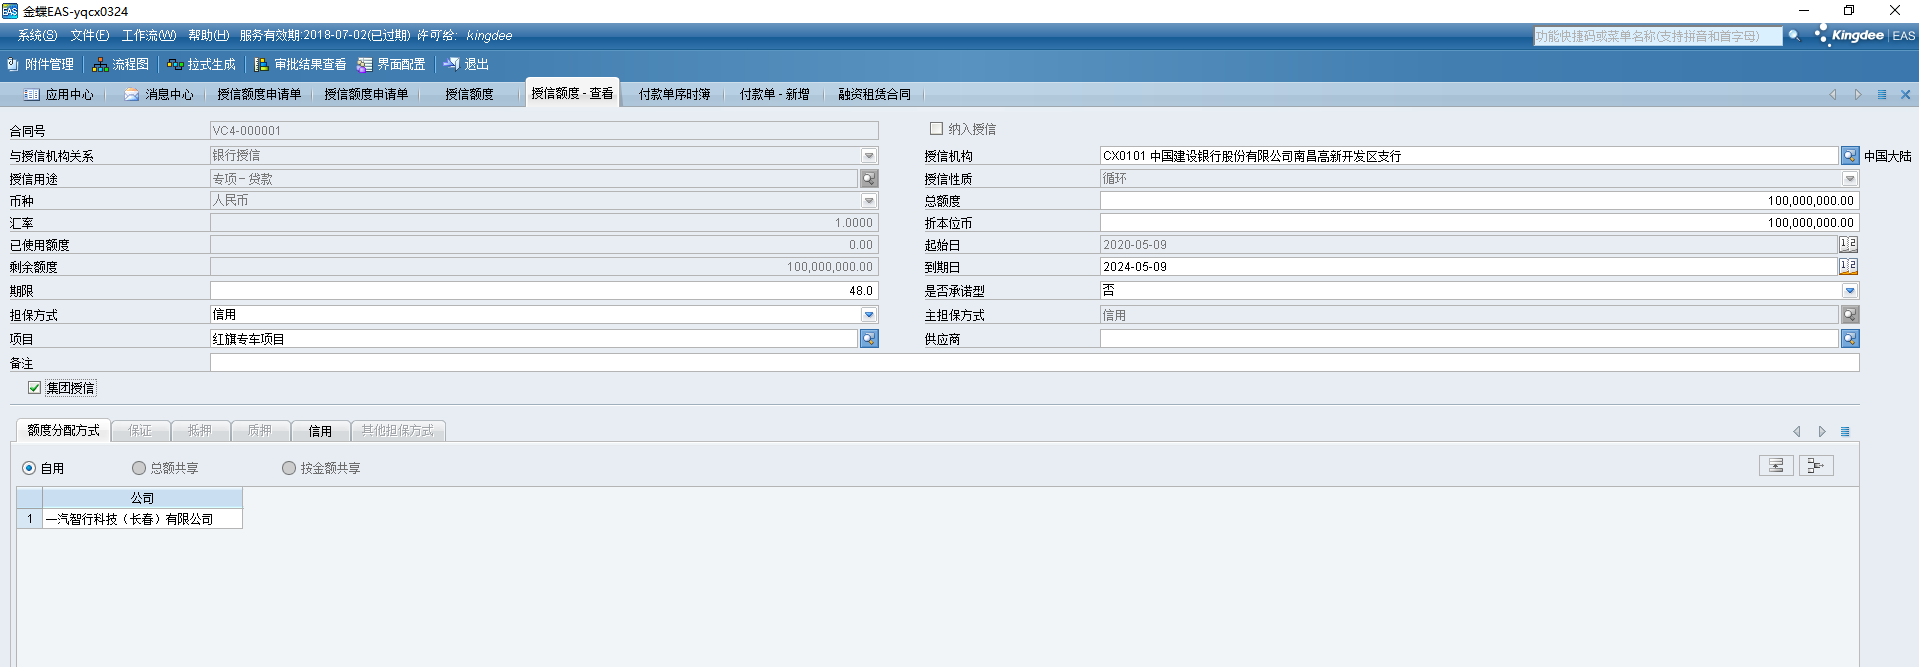 金蝶EAS-yqcx0324
系统(S) 文件(F) 工作流(W) 帮助(H) 服务有效期:2018-07-02(已过期) 许可给: kingdee 功能快捷码或菜单名称(支持拼音和首字母) Kingdee EAS
附件管理 流程图 拉式生成 审批结果查看 界面配置 退出
应用中心 消息中心 授信额度申请单 授信额度申请单 授信额度 授信额度 - 查看 付款单序时簿 付款单 - 新增 融资租赁合同
合同号 VC4-000001 纳入授信
与授信机构关系 银行授信 授信机构 CX0101 中国建设银行股份有限公司南昌高新开发区支行 中国大陆
授信用途 专项－贷款 授信性质 循环
币种 人民币 总额度 100,000,000.00
汇率 1.0000 折本位币 100,000,000.00
已使用额度 0.00 起始日 2020-05-09
剩余额度 100,000,000.00 到期日 2024-05-09
期限 48.0 是否承诺型 否
担保方式 信用 主担保方式 信用
项目 红旗专车项目 供应商
备注
集团授信
额度分配方式 保证 抵押 质押 信用 其他担保方式
自用 总额共享 按金额共享
公司
1 一汽智行科技（长春）有限公司